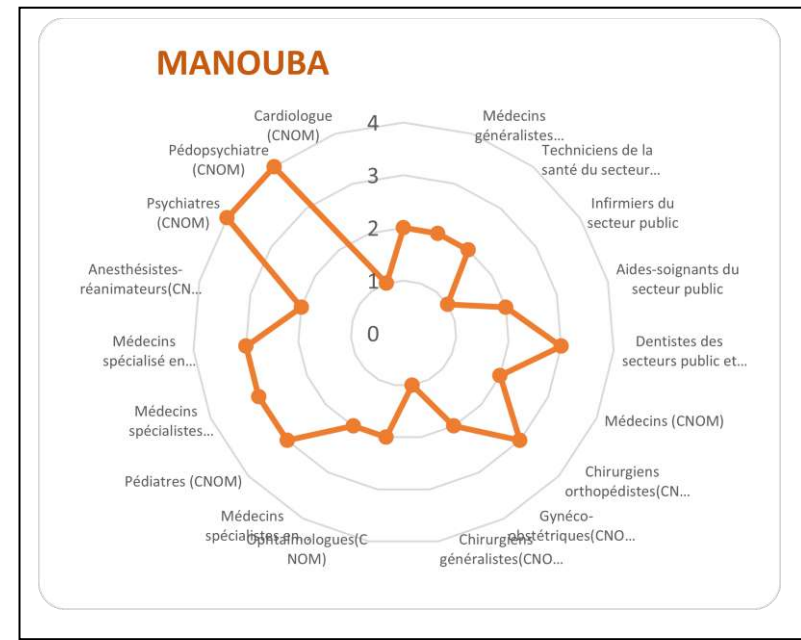 MANOUBA
4
3
2
1
0
Médecins
généralistes…
Techniciens de la
santé du secteur…
Infirmiers du
secteur public
Aides-soignants du
secteur public
Dentistes des
secteurs public et…
Médecins (CNOM)
Chirurgiens
orthopédistes(CN…
Gynéco-
obstétriques(CNO…
Chirurgiens
généralistes(CNO…
Ophtalmologues(C
NOM)
Médecins
spécialistes en…
Pédiatres (CNOM)
Médecins
spécialistes…
Médecins
spécialisé en…
Anesthésistes-
réanimateurs(CN…
Psychiatres
(CNOM)
Pédopsychiatre
(CNOM)
Cardiologue
(CNOM)